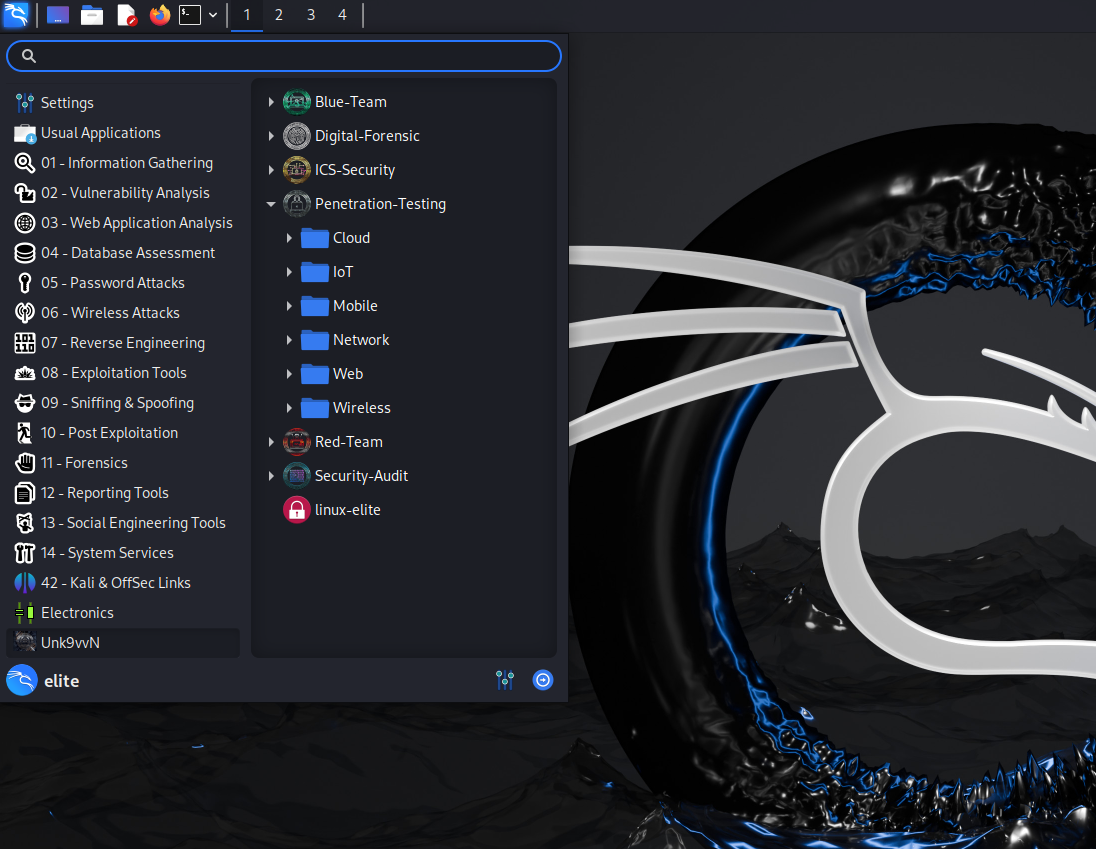 1 2 3 4
Settings
Usual Applications
01 - Information Gathering
02 - Vulnerability Analysis
03 - Web Application Analysis
04 - Database Assessment
05 - Password Attacks
06 - Wireless Attacks
07 - Reverse Engineering
08 - Exploitation Tools
09 - Sniffing & Spoofing
10 - Post Exploitation
11 - Forensics
12 - Reporting Tools
13 - Social Engineering Tools
14 - System Services
42 - Kali & OffSec Links
Electronics
Unk9vvN
Blue-Team
Digital-Forensic
ICS-Security
Penetration-Testing
Cloud
IoT
Mobile
Network
Web
Wireless
Red-Team
Security-Audit
linux-elite
elite